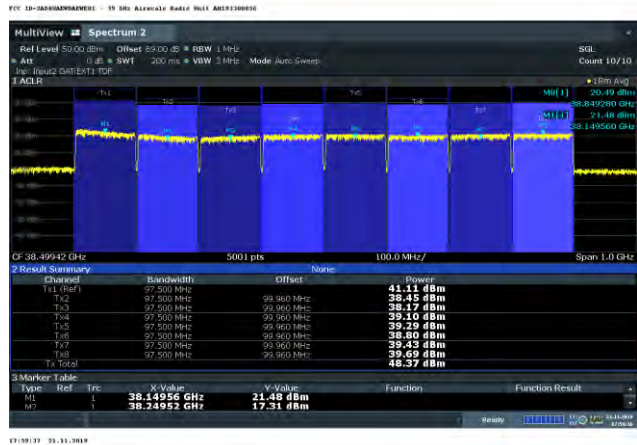 39 GHz Airscale Radio Unit
MultiView Spectrum 2
Ref Level 50.00 dBm Offset 89.00 dB RBW 1 MHz SGL
Att 0 dB SWT 200 ms VBW 3 MHz Mode Auto Sweep Count 10/10
1 ACLR
1Rm Avg
Tx1 Tx2 Tx3 Tx5 Tx6
20.49 dBm
38.849280 GHz
M1[1] 21.48 dBm
38.149560 GHz
M1
CF 38.49942 GHz 5001 pts 100.0 MHz/ Span 1.0 GHz
2 Result Summary None
Channel Bandwidth Offset Power
Tx1 (Ref) 97.500 MHz 41.11 dBm
Tx2 97.500 MHz 99.960 MHz 38.45 dBm
Tx3 97.500 MHz 99.960 MHz 38.17 dBm
Tx4 97.500 MHz 99.960 MHz 39.10 dBm
Tx5 97.500 MHz 99.960 MHz 39.29 dBm
Tx6 97.500 MHz 99.960 MHz 38.80 dBm
Tx7 97.500 MHz 99.960 MHz 39.43 dBm
Tx8 97.500 MHz 99.960 MHz 39.69 dBm
Tx Total 48.37 dBm
3 Marker Table
Type Ref Trc X-Value Y-Value Function Function Result
M1 1 38.14956 GHz 21.48 dBm
M2 1 38.24952 GHz 17.31 dBm
Ready 21.11.2019
21.11.2019